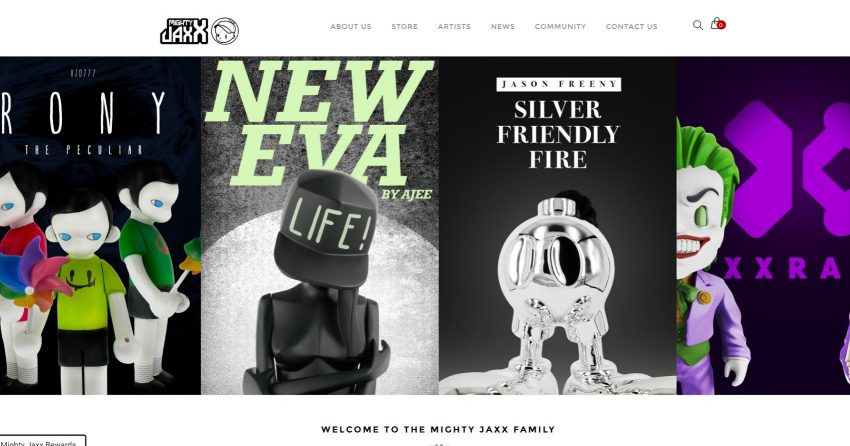 MIGHTY
JAXX
ABOUT US
STORE
ARTISTS
NEWS
COMMUNITY
CONTACT US
0
RONY
THE PECULIAR
NEW
EVA
BY AJEE
LIFE!
JASON FREENY
SILVER
FRIENDLY
FIRE
XXRA
WELCOME TO THE MIGHTY JAXX FAMILY
Mighty Jaxx Rewards